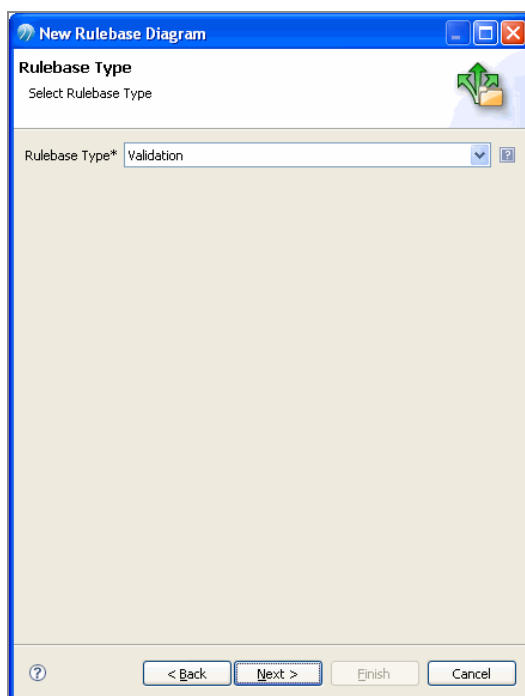 New Rulebase Diagram
Rulebase Type
Select Rulebase Type
Rulebase Type* Validation
?
? < Back Next > Finish Cancel